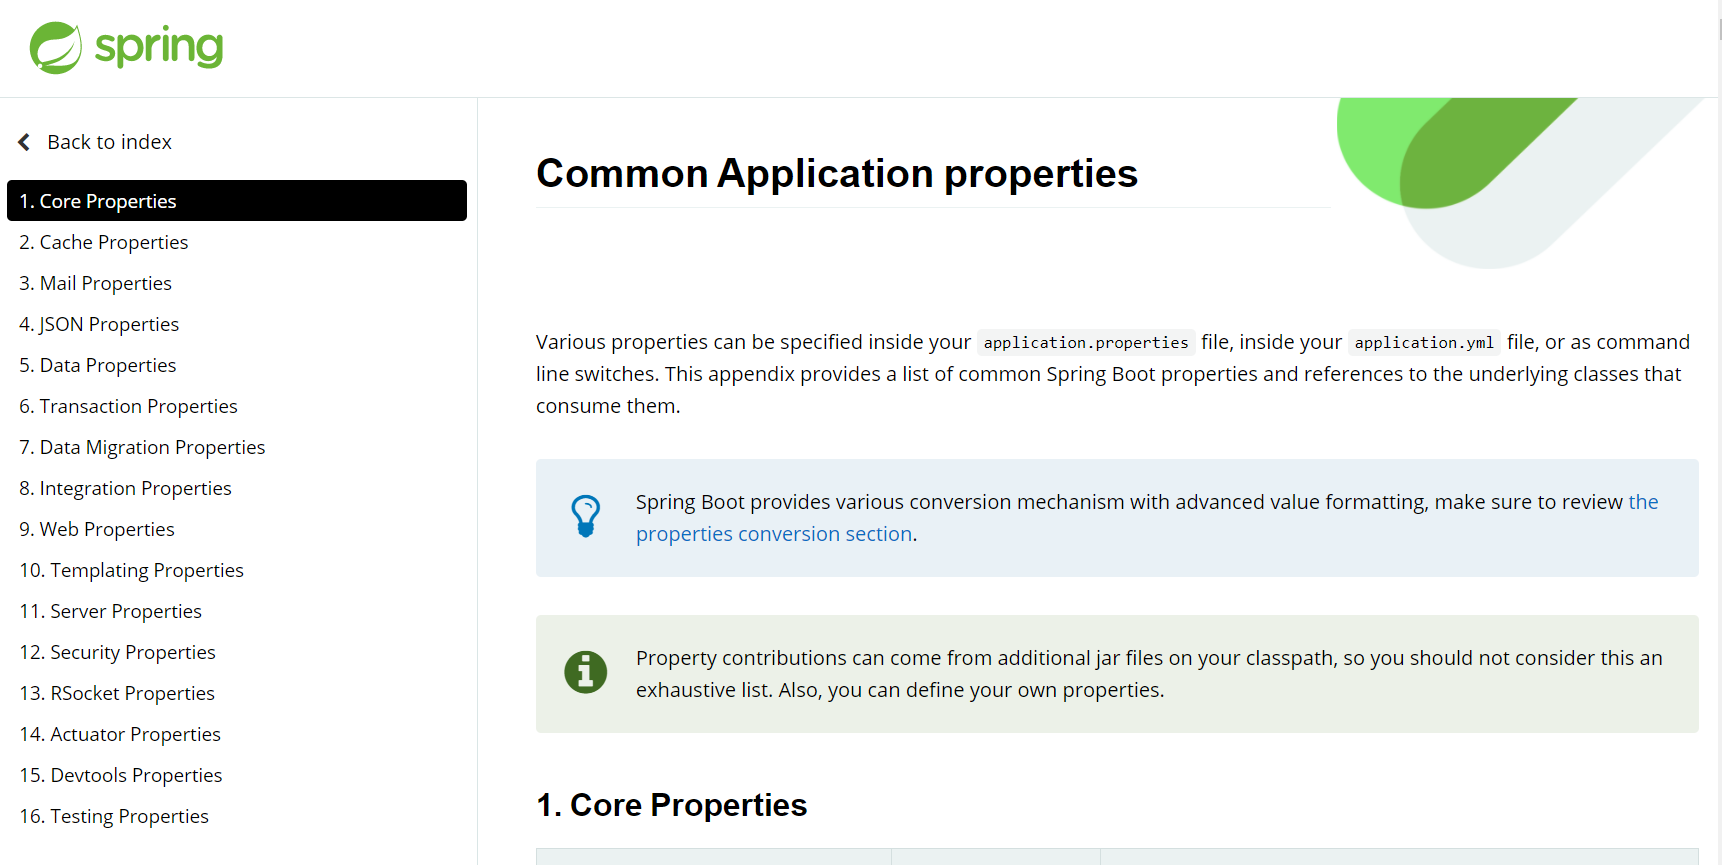 spring
Back to index
1. Core Properties
2. Cache Properties
3. Mail Properties
4. JSON Properties
5. Data Properties
6. Transaction Properties
7. Data Migration Properties
8. Integration Properties
9. Web Properties
10. Templating Properties
11. Server Properties
12. Security Properties
13. RSocket Properties
14. Actuator Properties
15. Devtools Properties
16. Testing Properties
Common Application properties
Various properties can be specified inside your application.properties file, inside your application.yml file, or as command
line switches. This appendix provides a list of common Spring Boot properties and references to the underlying classes that
consume them.
Spring Boot provides various conversion mechanism with advanced value formatting, make sure to review the
properties conversion section.
Property contributions can come from additional jar files on your classpath, so you should not consider this an
exhaustive list. Also, you can define your own properties.
1. Core Properties